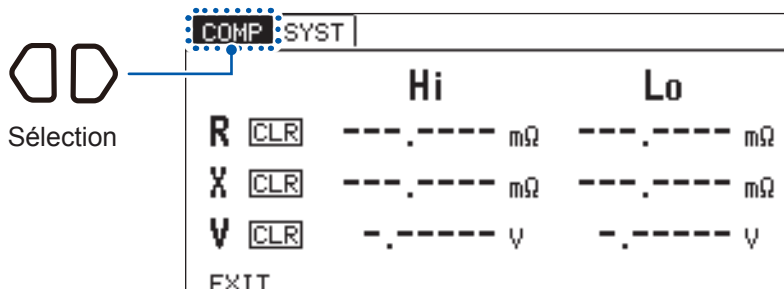 COMP SYST
Hi Lo
Sélection
R CLR ---.---- mΩ ---.---- mΩ
X CLR ---.---- mΩ ---.---- mΩ
V CLR -.----- V -.----- V
EXIT